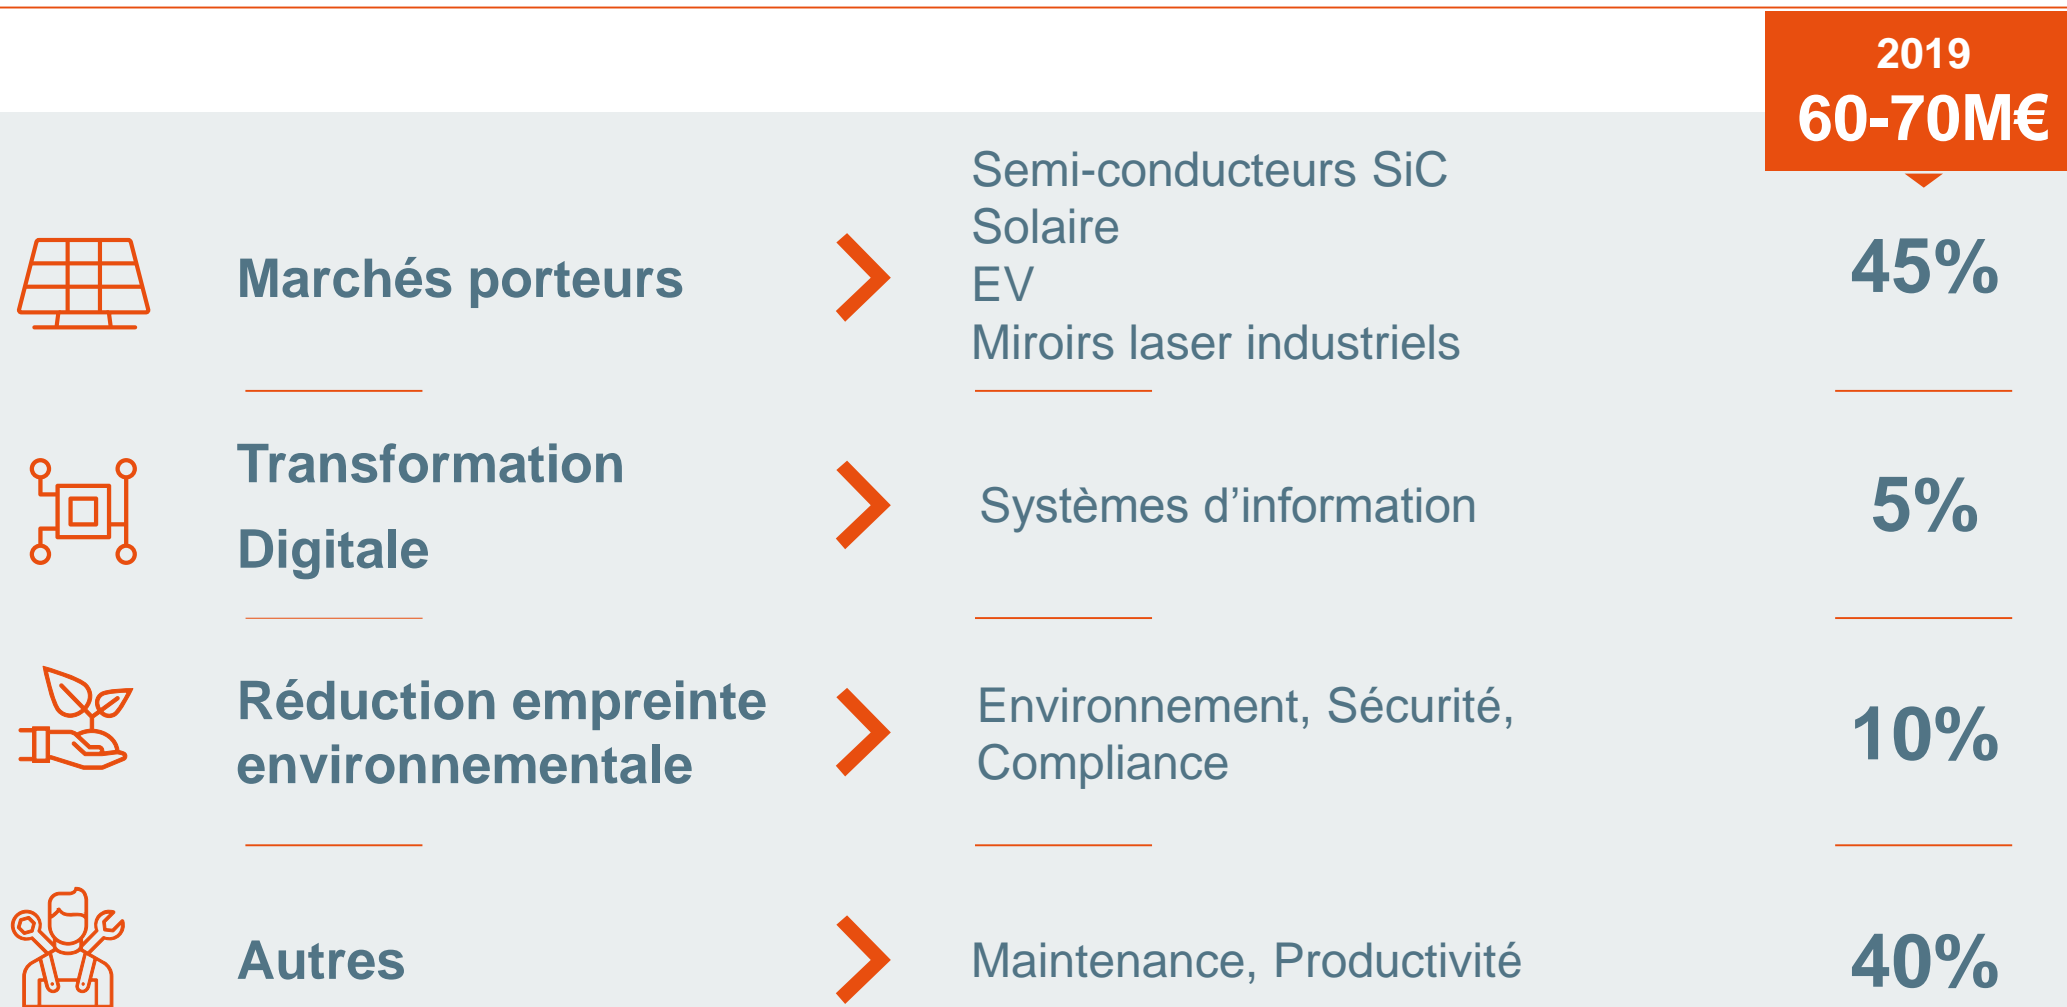 2019
60-70M€
Marchés porteurs
Semi-conducteurs SiC
Solaire
EV
Miroirs laser industriels
45%
Transformation
Digitale
Systèmes d’information
5%
Réduction empreinte
environnementale
Environnement, Sécurité,
Compliance
10%
Autres
Maintenance, Productivité
40%